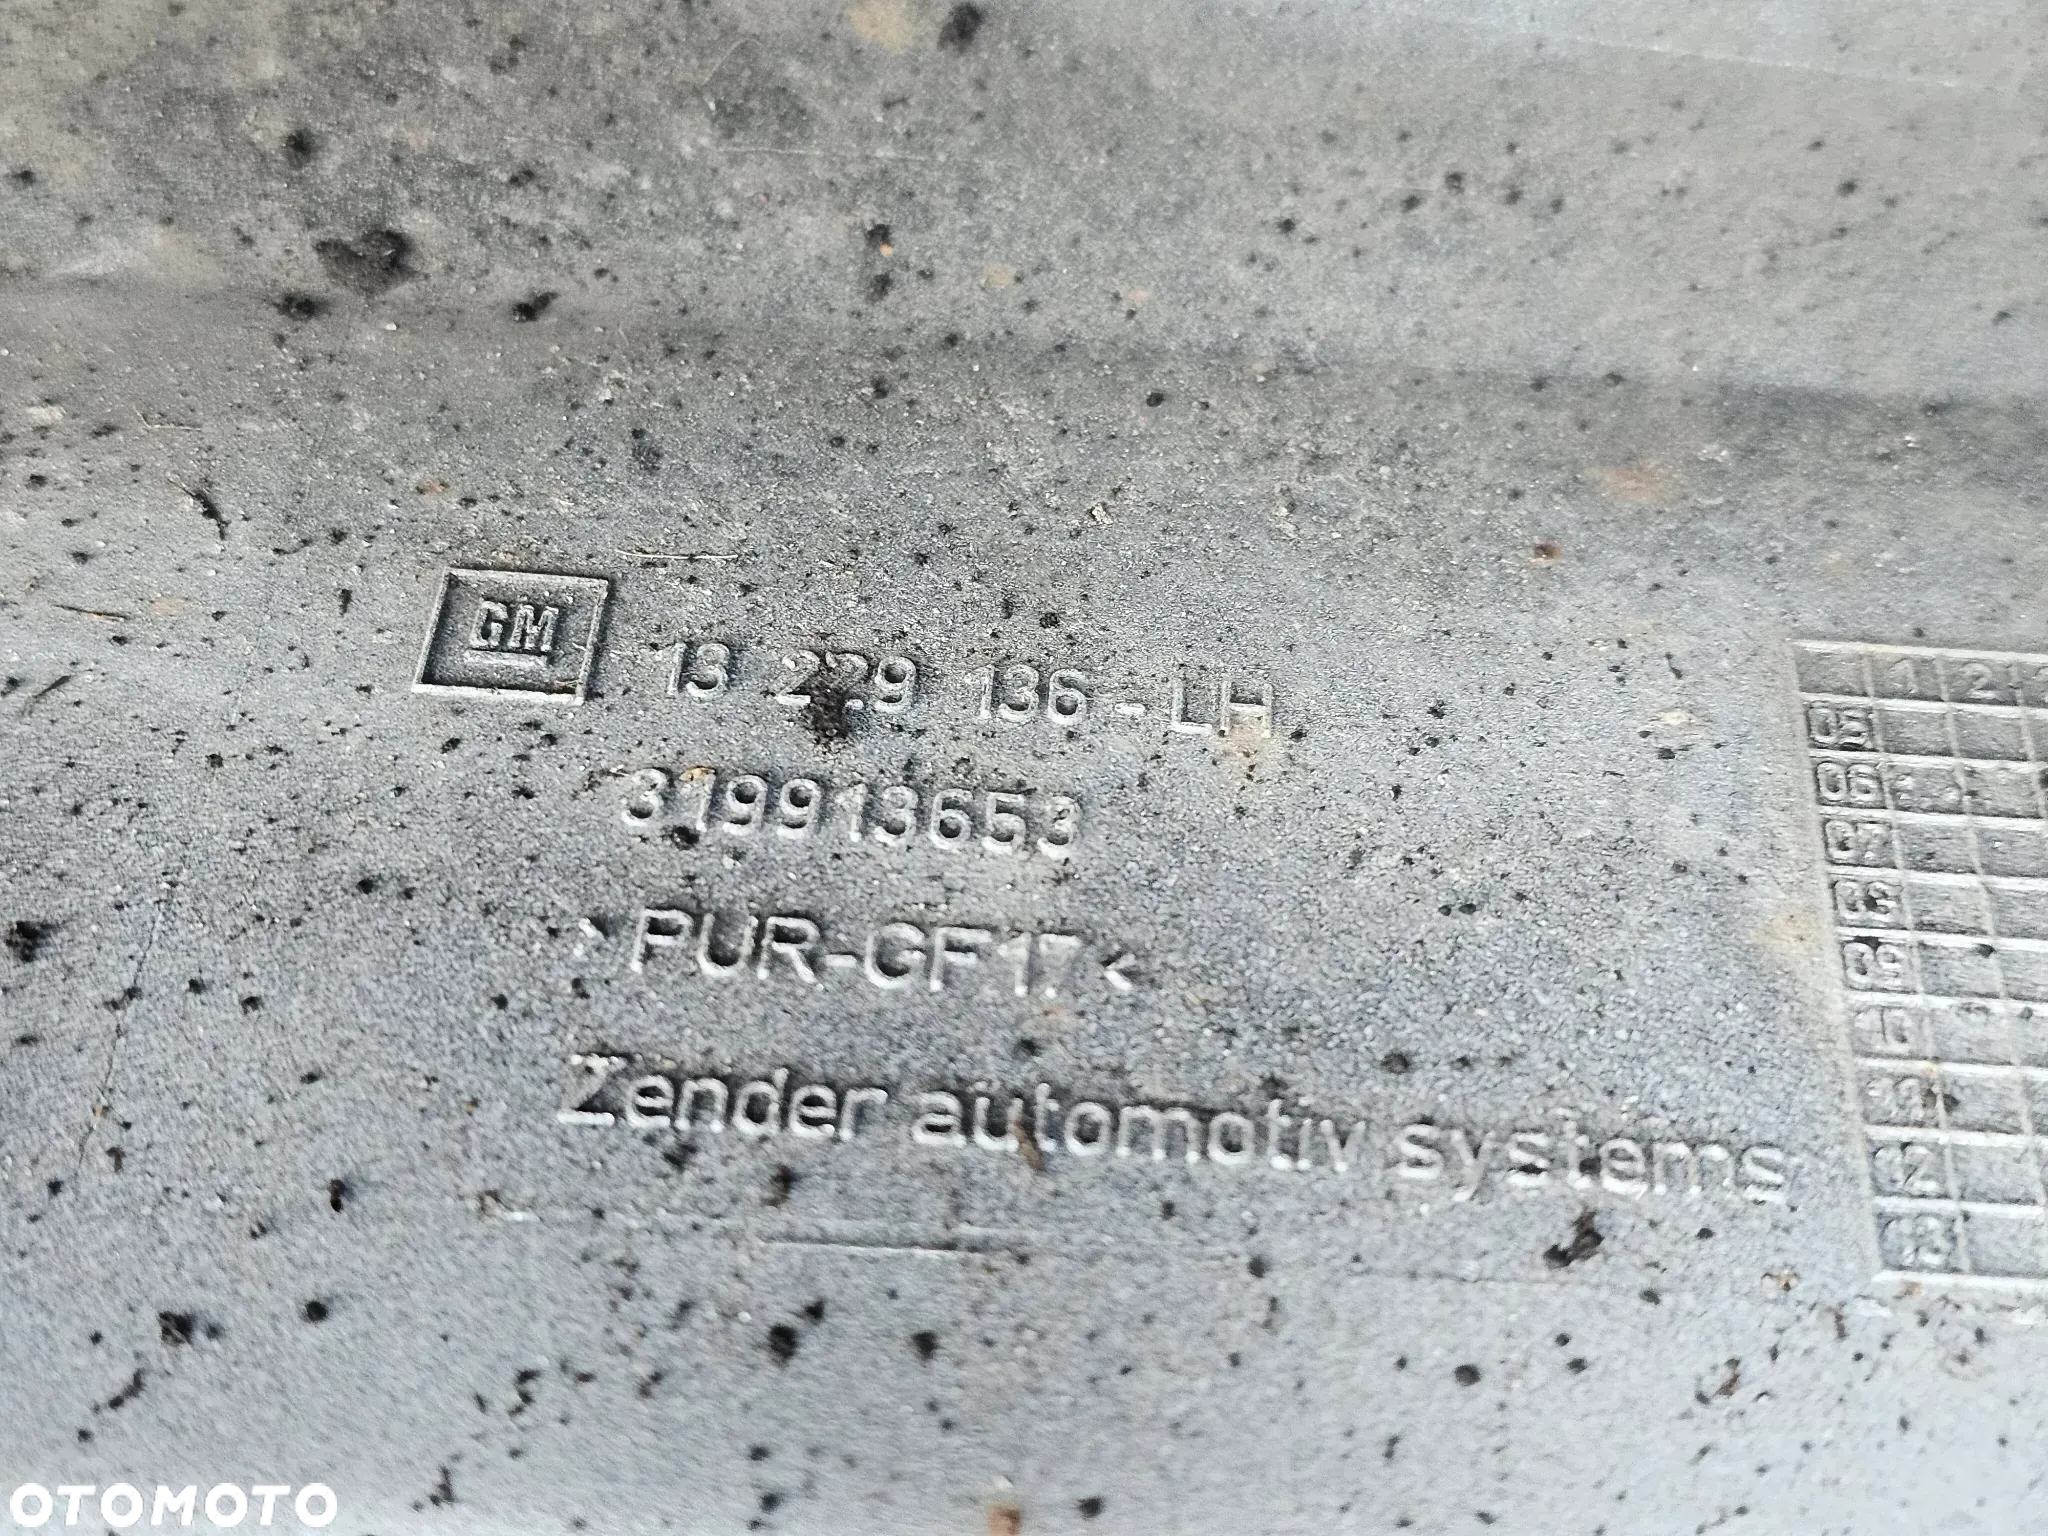 GM 13 229 136-LH
319913653
>PUR-GF17<
Zender automotiv systems
1 2
05
06
07
08
09
10
11
12
13
OTOMOTO